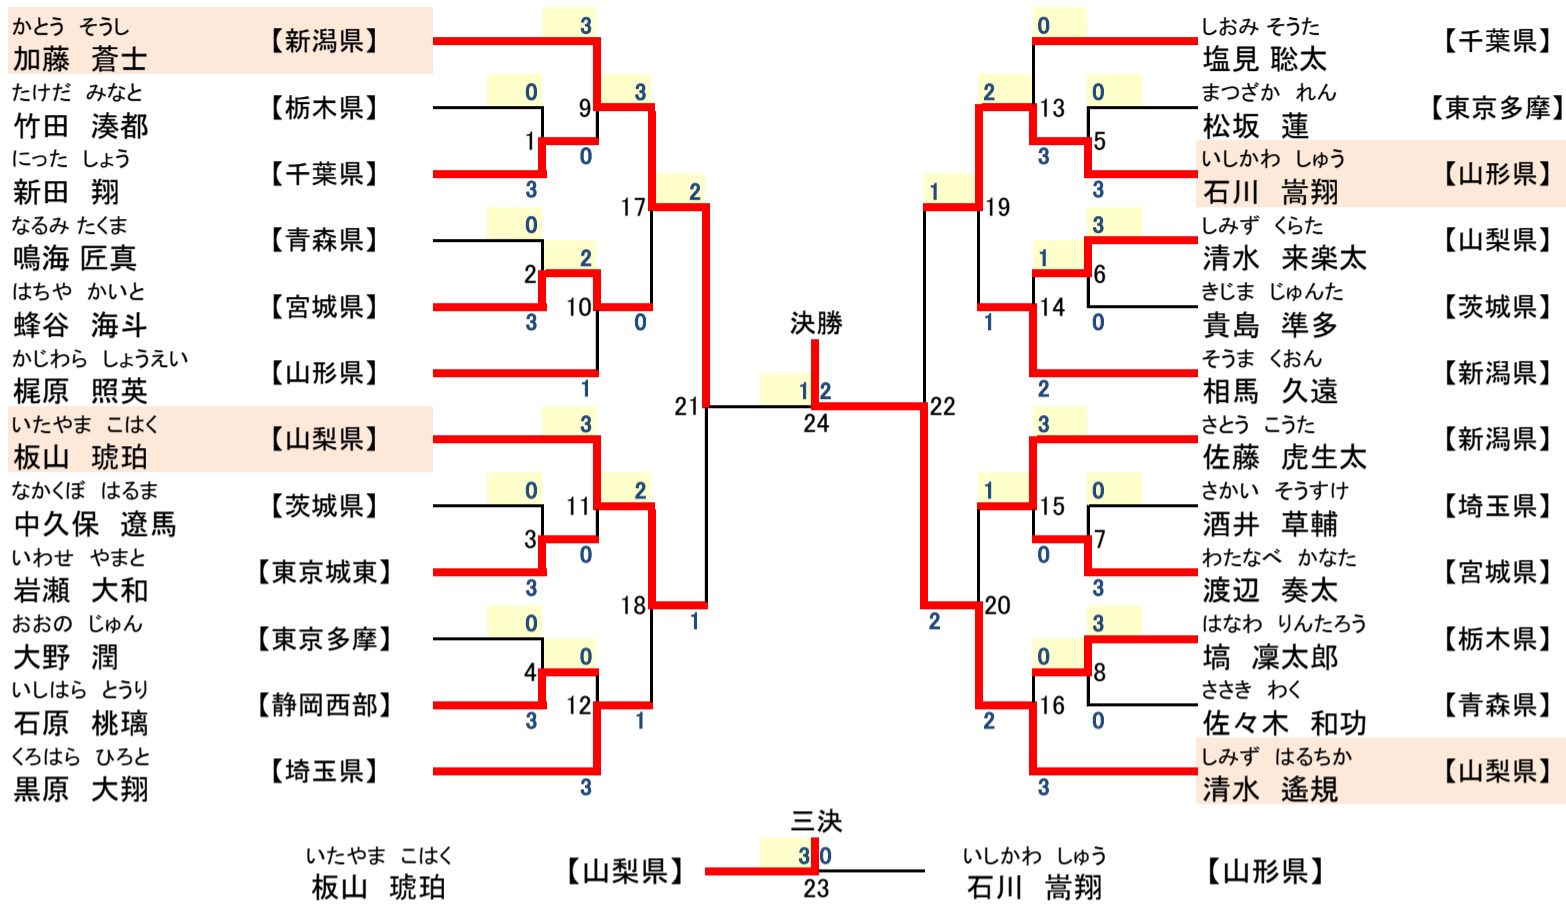 かとう そうし
加藤 蒼士 【新潟県】 3
たけだ みなと
竹田 湊都 【栃木県】 0
1 9 3
にった しょう
新田 翔 【千葉県】 3 0
なるみ たくま
鳴海 匠真 【青森県】 0
2 2 17 2
はちや かいと
蜂谷 海斗 【宮城県】 3 10 0
かじわら しょうえい
梶原 照英 【山形県】 1
21
いたやま こはく
板山 琥珀 【山梨県】 3
なかくぼ はるま
中久保 遼馬 【茨城県】 0
3 11 2
いわせ やまと
岩瀬 大和 【東京城東】 3 0
18 1
おおの じゅん
大野 潤 【東京多摩】 0
4 0
いしはら とうり
石原 桃璃 【静岡西部】 3 12 1
くろはら ひろと
黒原 大翔 【埼玉県】 3
決勝
1 2
24
0 しおみ そうた
塩見 聡太 【千葉県】
2 13 0 まつざか れん
松坂 蓮 【東京多摩】
5
3 3 いしかわ しゅう
石川 嵩翔 【山形県】
1 19
3 しみず くらた
清水 来楽太 【山梨県】
1 6
1 14 0 きじま じゅんた
貴島 準多 【茨城県】
2 そうま くおん
相馬 久遠 【新潟県】
22
3 さとう こうた
佐藤 虎生太 【新潟県】
1 15 0 さかい そうすけ
酒井 草輔 【埼玉県】
7
0 3 わたなべ かなた
渡辺 奏太 【宮城県】
2 20
3 はなわ りんたろう
塙 凜太郎 【栃木県】
0 8
2 16 0 ささき わく
佐々木 和功 【青森県】
3 しみず はるちか
清水 遙規 【山梨県】
三決
いたやま こはく
板山 琥珀 【山梨県】 3 0 いしかわ しゅう
石川 嵩翔 【山形県】
23